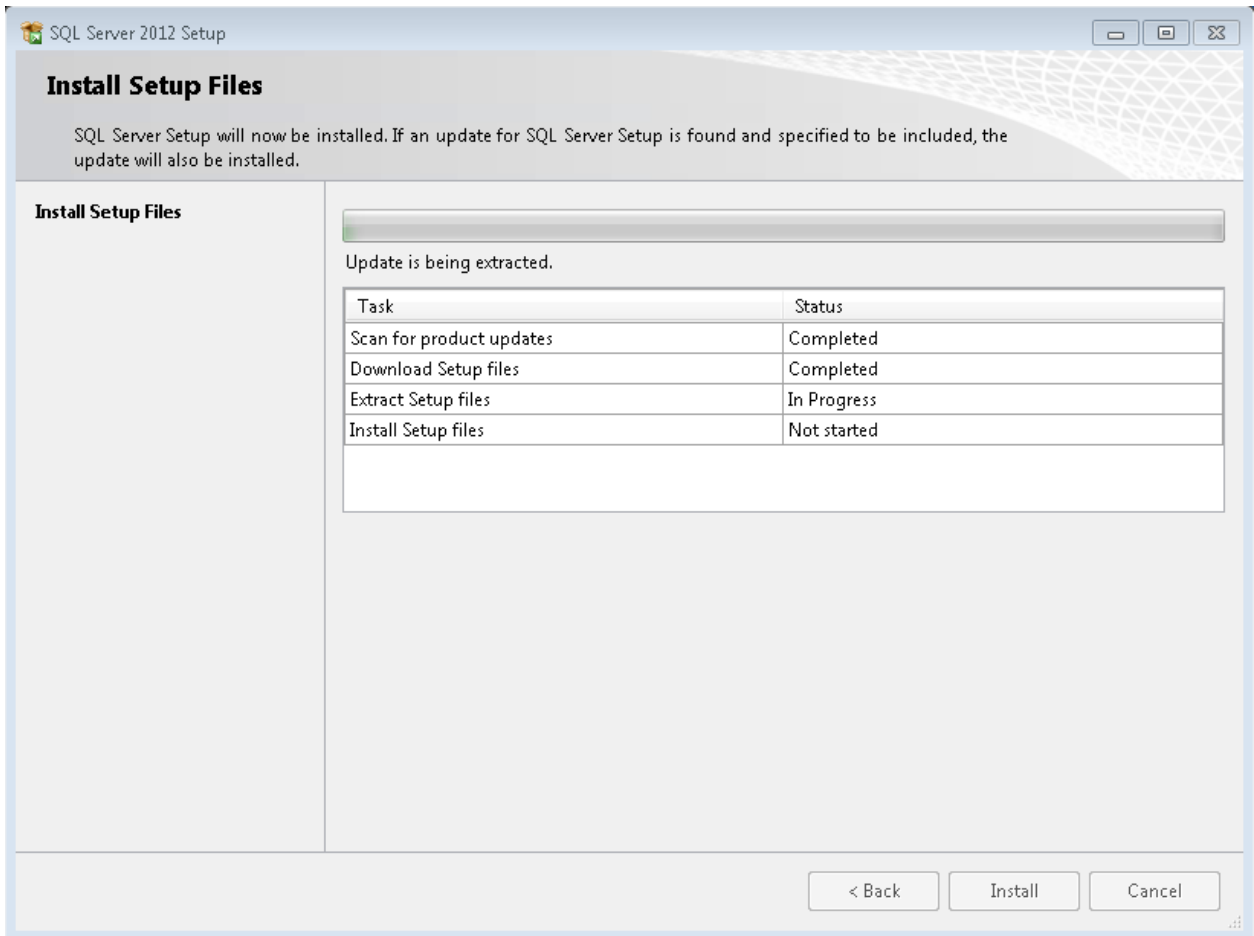 SQL Server 2012 Setup
Install Setup Files
SQL Server Setup will now be installed. If an update for SQL Server Setup is found and specified to be included, the
update will also be installed.
Install Setup Files
Update is being extracted.
Task Status
Scan for product updates Completed
Download Setup files Completed
Extract Setup files In Progress
Install Setup files Not started
< Back Install Cancel